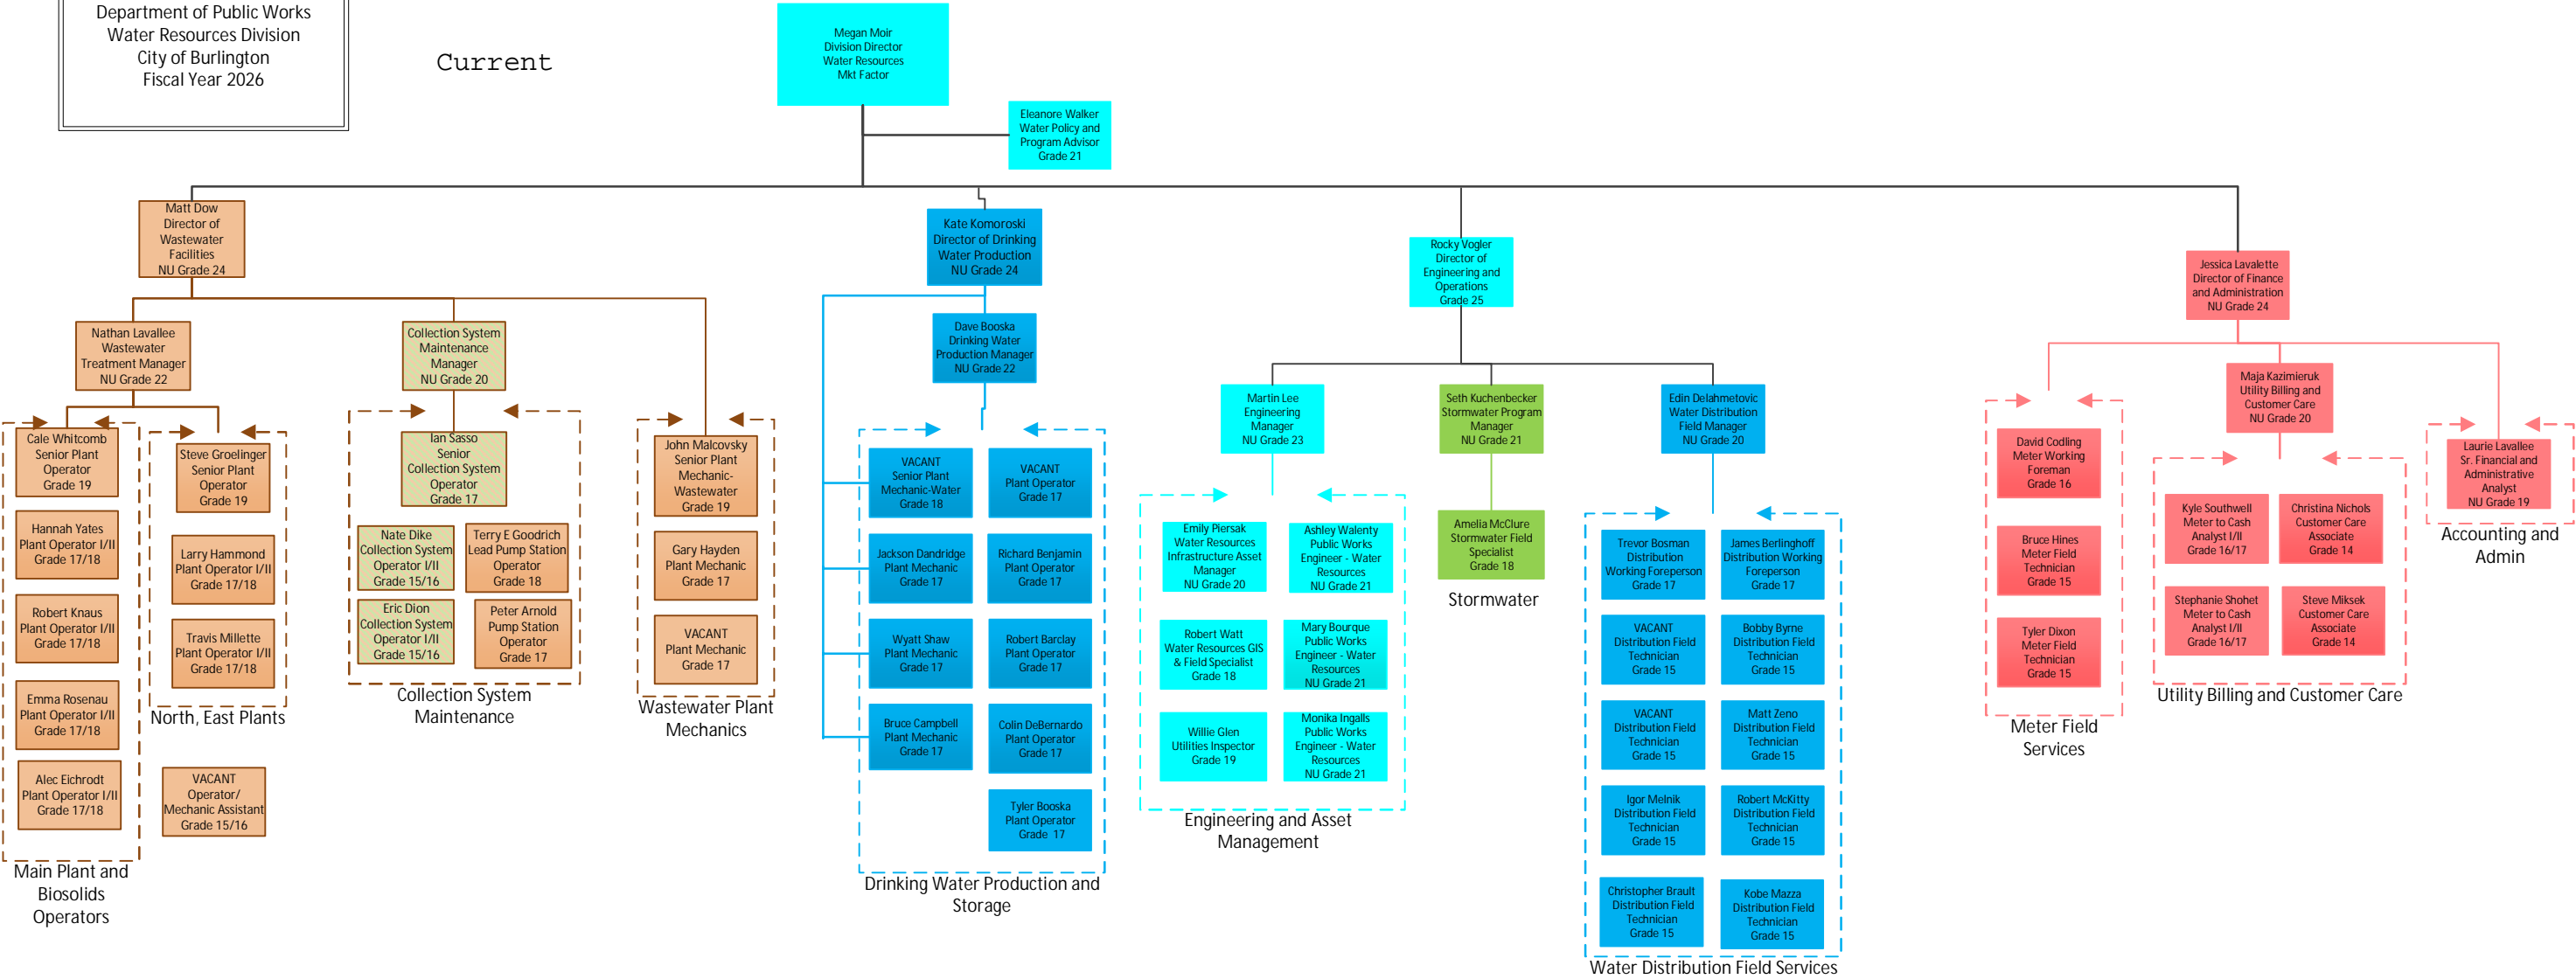 Department of Public Works
Water Resources Division
City of Burlington
Fiscal Year 2026
Current
Megan Moir
Division Director
Water Resources
Mkt Factor
Eleanore Walker
Water Policy and
Program Advisor
Grade 21
Matt Dow
Director of
Wastewater
Facilities
NU Grade 24
Nathan Lavallee
Wastewater
Treatment Manager
NU Grade 22
Cale Whitcomb
Senior Plant
Operator
Grade 19
Hannah Yates
Plant Operator I/II
Grade 17/18
Robert Knaus
Plant Operator I/II
Grade 17/18
Emma Rosenau
Plant Operator I/II
Grade 17/18
Alec Eichrodt
Plant Operator I/II
Grade 17/18
Main Plant and
Biosolids
Operators
Steve Groelinger
Senior Plant
Operator
Grade 19
Larry Hammond
Plant Operator I/II
Grade 17/18
Travis Millette
Plant Operator I/II
Grade 17/18
North, East Plants
VACANT
Operator/
Mechanic Assistant
Grade 15/16
Collection System
Maintenance
Manager
NU Grade 20
Ian Sasso
Senior
Collection System
Operator
Grade 17
Nate Dike
Collection System
Operator I/II
Grade 15/16
Terry E Goodrich
Lead Pump Station
Operator
Grade 18
Eric Dion
Collection System
Operator I/II
Grade 15/16
Peter Arnold
Pump Station
Operator
Grade 17
Collection System
Maintenance
John Malcovsky
Senior Plant
Mechanic-
Wastewater
Grade 19
Gary Hayden
Plant Mechanic
Grade 17
VACANT
Plant Mechanic
Grade 17
Wastewater Plant
Mechanics
Kate Komoroski
Director of Drinking
Water Production
NU Grade 24
Dave Booska
Drinking Water
Production Manager
NU Grade 22
VACANT
Senior Plant
Mechanic-Water
Grade 18
VACANT
Plant Operator
Grade 17
Jackson Dandridge
Plant Mechanic
Grade 17
Richard Benjamin
Plant Operator
Grade 17
Wyatt Shaw
Plant Mechanic
Grade 17
Robert Barclay
Plant Operator
Grade 17
Bruce Campbell
Plant Mechanic
Grade 17
Colin DeBernardo
Plant Operator
Grade 17
Tyler Booska
Plant Operator
Grade 17
Drinking Water Production and
Storage
Rocky Vogler
Director of
Engineering and
Operations
Grade 25
Martin Lee
Engineering
Manager
NU Grade 23
Emily Piersak
Water Resources
Infrastructure Asset
Manager
NU Grade 20
Ashley Walenty
Public Works
Engineer - Water
Resources
NU Grade 21
Robert Watt
Water Resources GIS
& Field Specialist
Grade 18
Mary Bourque
Public Works
Engineer - Water
Resources
NU Grade 21
Willie Glen
Utilities Inspector
Grade 19
Monika Ingalls
Public Works
Engineer - Water
Resources
NU Grade 21
Engineering and Asset
Management
Seth Kuchenbecker
Stormwater Program
Manager
NU Grade 21
Amelia McClure
Stormwater Field
Specialist
Grade 18
Stormwater
Edin Delahmetovic
Water Distribution
Field Manager
NU Grade 20
Trevor Bosman
Distribution
Working Foreperson
Grade 17
James Berlinghoff
Distribution Working
Foreperson
Grade 17
VACANT
Distribution Field
Technician
Grade 15
Bobby Byrne
Distribution Field
Technician
Grade 15
VACANT
Distribution Field
Technician
Grade 15
Matt Zeno
Distribution Field
Technician
Grade 15
Igor Melnik
Distribution Field
Technician
Grade 15
Robert McKitty
Distribution Field
Technician
Grade 15
Christopher Brault
Distribution Field
Technician
Grade 15
Kobe Mazza
Distribution Field
Technician
Grade 15
Water Distribution Field Services
Jessica Lavalette
Director of Finance
and Administration
NU Grade 24
David Codling
Meter Working
Foreman
Grade 16
Bruce Hines
Meter Field
Technician
Grade 15
Tyler Dixon
Meter Field
Technician
Grade 15
Meter Field
Services
Maja Kazimieruk
Utility Billing and
Customer Care
NU Grade 20
Kyle Southwell
Meter to Cash
Analyst I/II
Grade 16/17
Christina Nichols
Customer Care
Associate
Grade 14
Stephanie Shohet
Meter to Cash
Analyst I/II
Grade 16/17
Steve Miksek
Customer Care
Associate
Grade 14
Utility Billing and Customer Care
Laurie Lavallee
Sr. Financial and
Administrative
Analyst
NU Grade 19
Accounting and
Admin